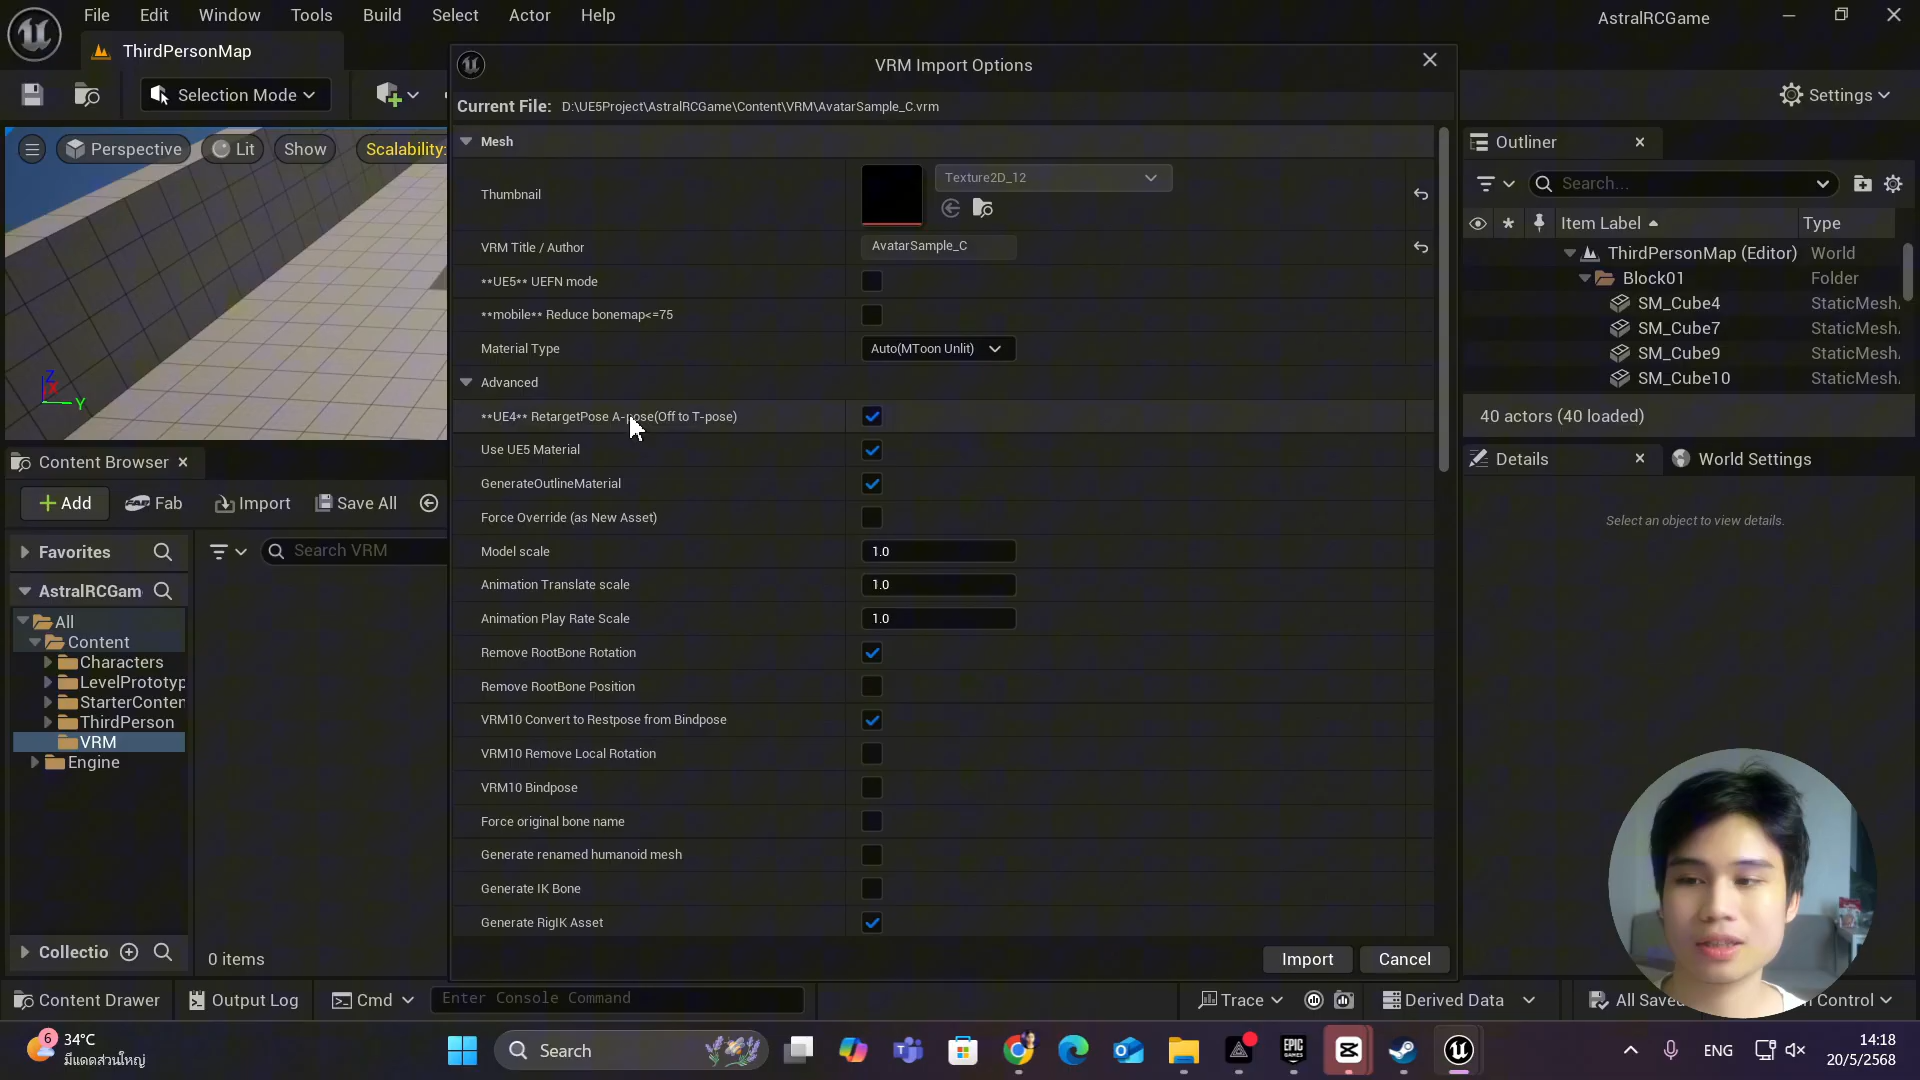 File Edit Window Tools Build Select Actor Help
AstralRCGame
ThirdPersonMap
Selection Mode
Settings
Perspective Lit Show Scalability:
Z
X
Y
VRM Import Options
Current File: D:\UE5Project\AstralRCGame\Content\VRM\AvatarSample_C.vrm
Mesh
Thumbnail
Texture2D_12
VRM Title / Author
AvatarSample_C
**UE5** UEFN mode
**mobile** Reduce bonemap<=75
Material Type
Auto(MToon Unlit)
Advanced
**UE4** RetargetPose A-pose(Off to T-pose)
Use UE5 Material
GenerateOutlineMaterial
Force Override (as New Asset)
Model scale
1.0
Animation Translate scale
1.0
Animation Play Rate Scale
1.0
Remove RootBone Rotation
Remove RootBone Position
VRM10 Convert to Restpose from Bindpose
VRM10 Remove Local Rotation
VRM10 Bindpose
Force original bone name
Generate renamed humanoid mesh
Generate IK Bone
Generate RigIK Asset
Import Cancel
Outliner
Search...
Item Label Type
ThirdPersonMap (Editor) World
Block01 Folder
SM_Cube4 StaticMesh
SM_Cube7 StaticMesh
SM_Cube9 StaticMesh
SM_Cube10 StaticMesh
40 actors (40 loaded)
Details
World Settings
Select an object to view details.
Content Browser
Add Fab Import Save All
Favorites
Search VRM
AstralRCGam
All
Content
Characters
LevelPrototyp
StarterConten
ThirdPerson
VRM
Engine
Collectio
0 items
Content Drawer Output Log Cmd Enter Console Command
Trace Derived Data All Saved Control
6
34°C
มีแดดส่วนใหญ่
Search
EPIC
GAMES
ENG
14:18
20/5/2568